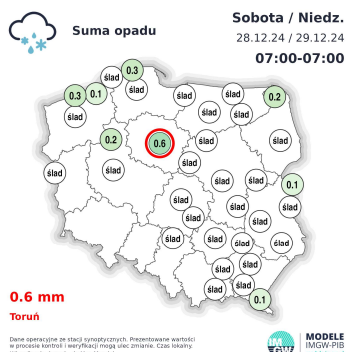 Suma opadu
Sobota / Niedz.
28.12.24 / 29.12.24
07:00-07:00
0.3
ślad
0.3
0.1
ślad
ślad
ślad
0.2
ślad
ślad
ślad
0.2
0.6
ślad
ślad
ślad
ślad
ślad
ślad
ślad
0.1
ślad
ślad
ślad
ślad
ślad
ślad
ślad
ślad
ślad
ślad
ślad
ślad
ślad
0.1
0.6 mm
Toruń
Dane operacyjne ze stacji synoptycznych. Prezentowane wartości
w procesie kontroli i weryfikacji mogą ulec zmianie. Czas lokalny.
IMGW
MODELE
IMGW-PIB